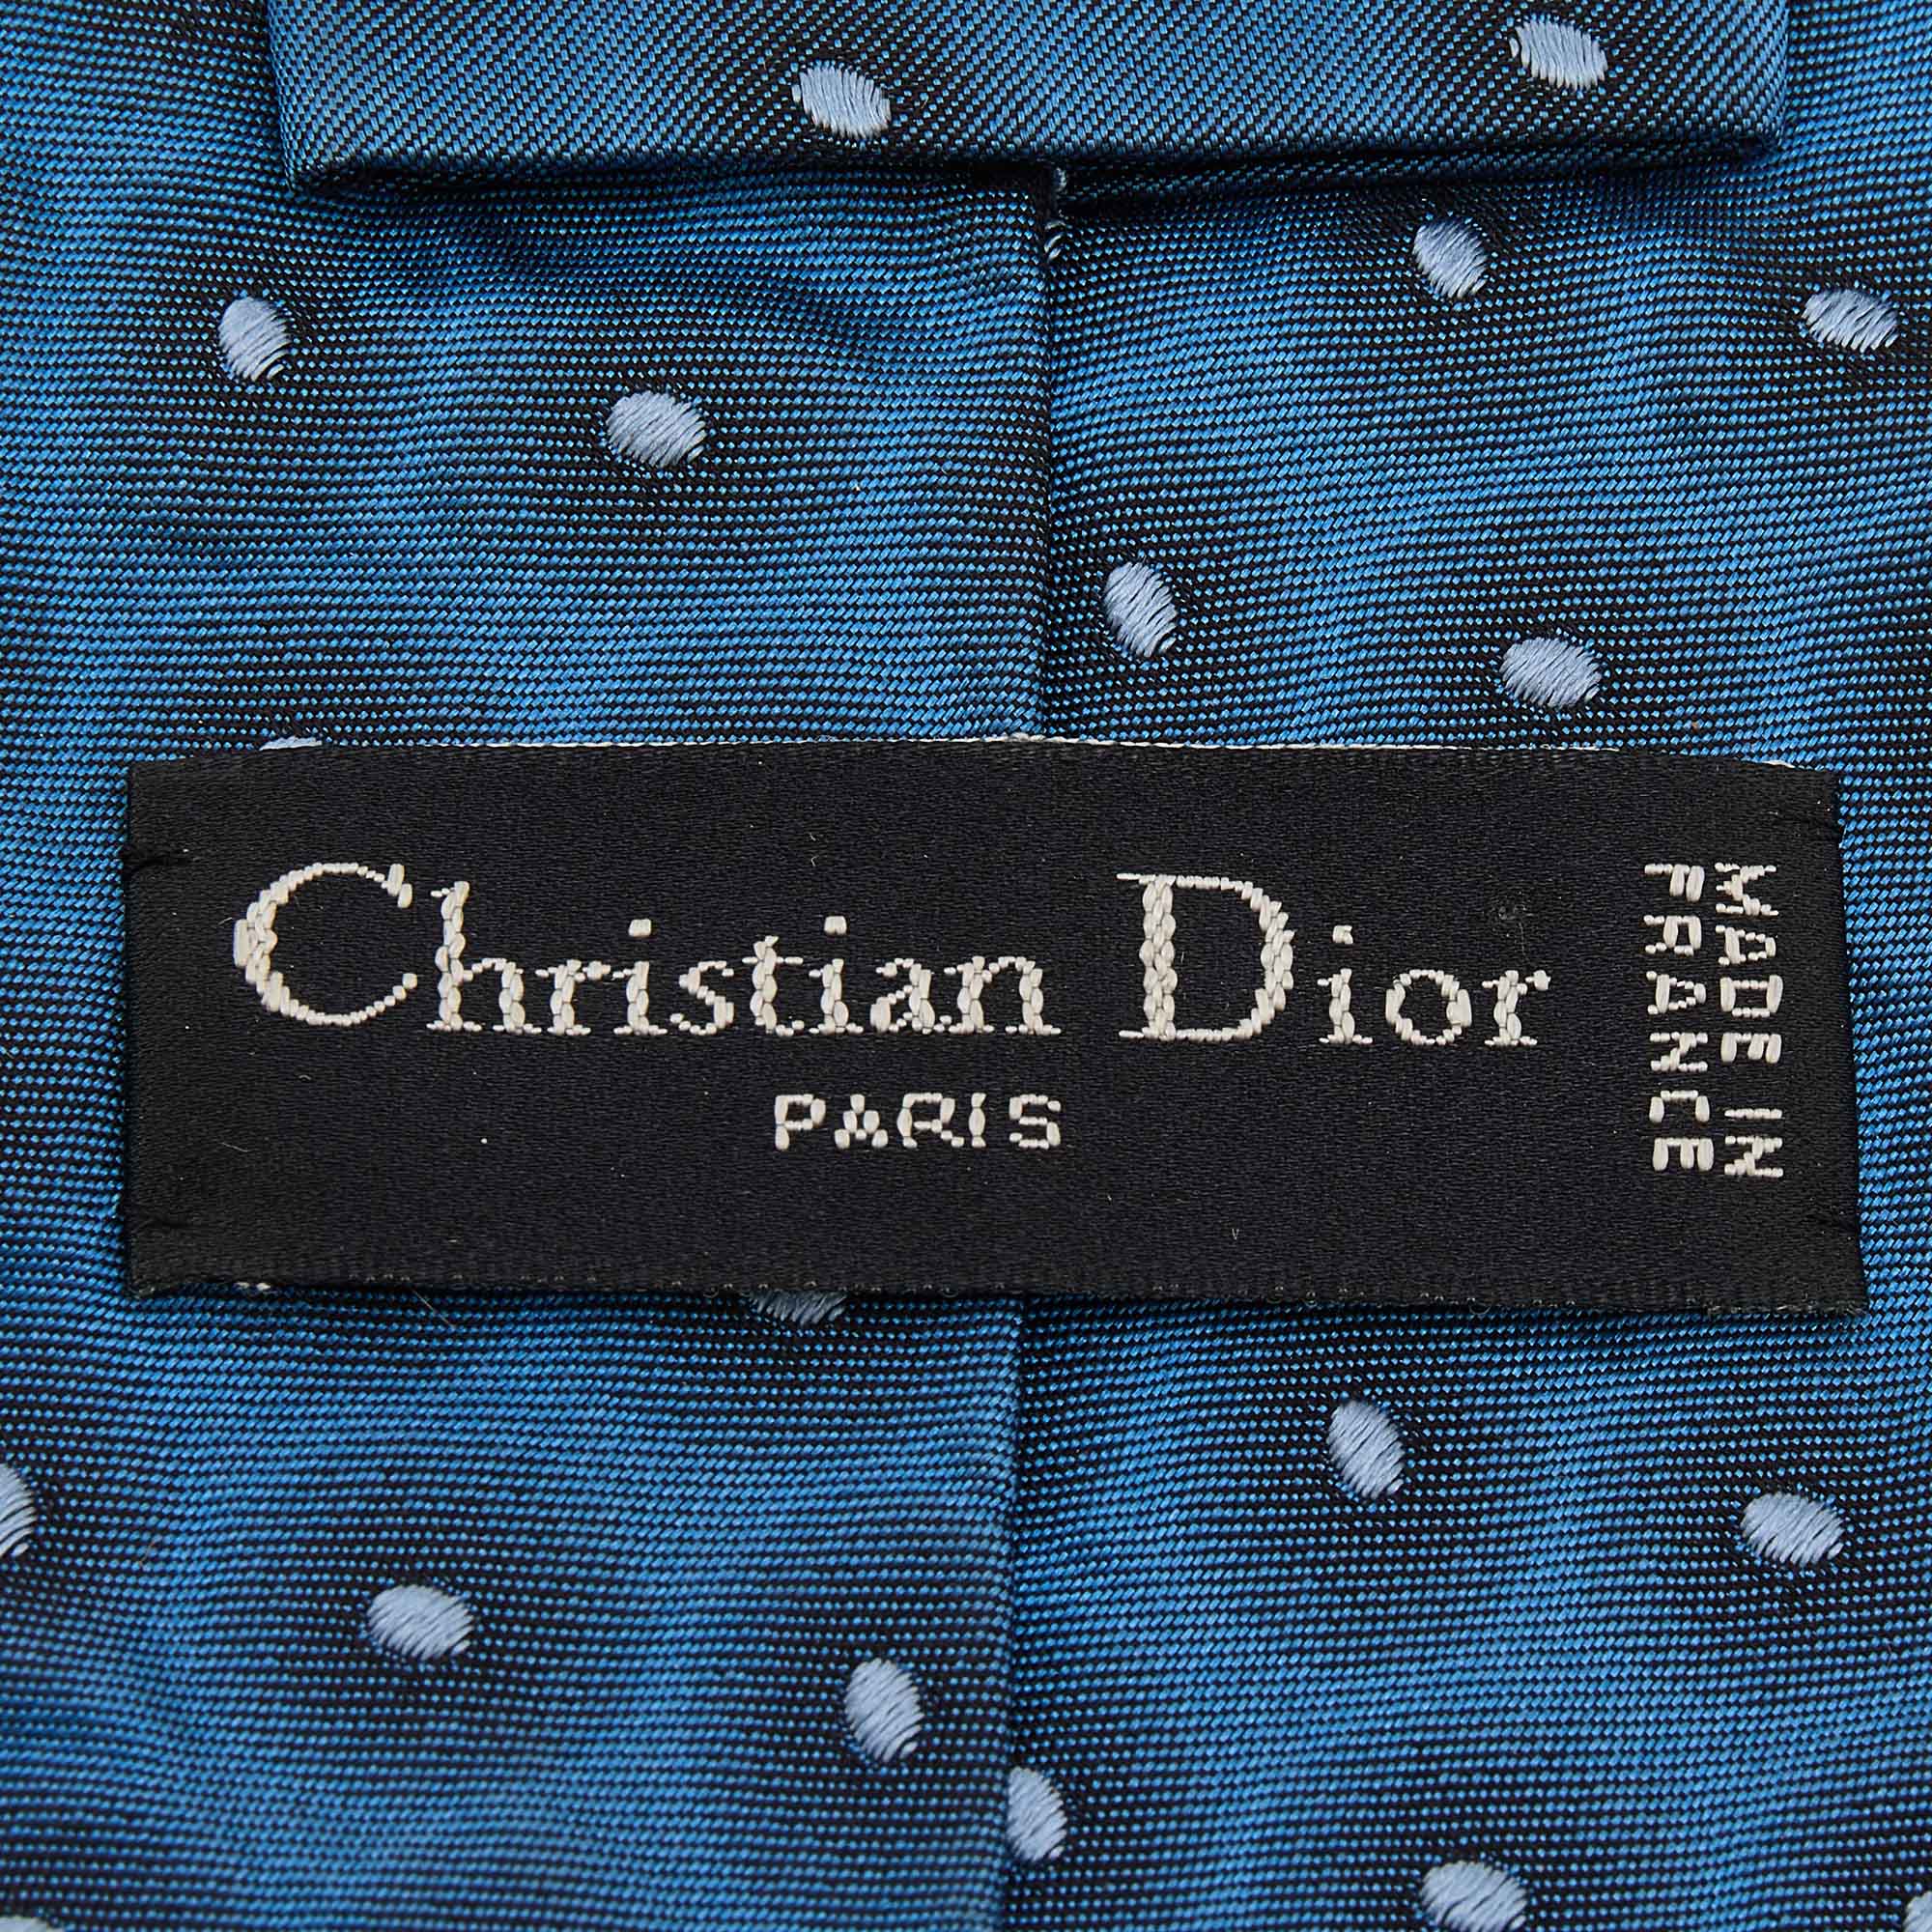 Christian Dior
PARIS
MADE IN
FRANCE